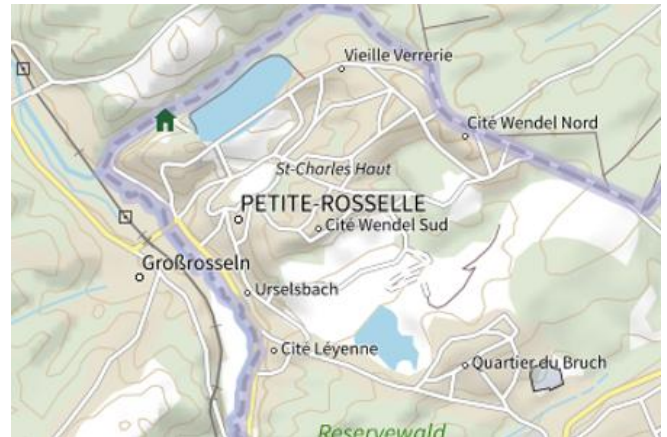 Vieille Verrerie
Cité Wendel Nord
St-Charles Haut
PETITE-ROSSELLE
Cité Wendel Sud
Großrosseln
Urselsbach
Cité Léyenne
Quartier du Bruch
Reservewald